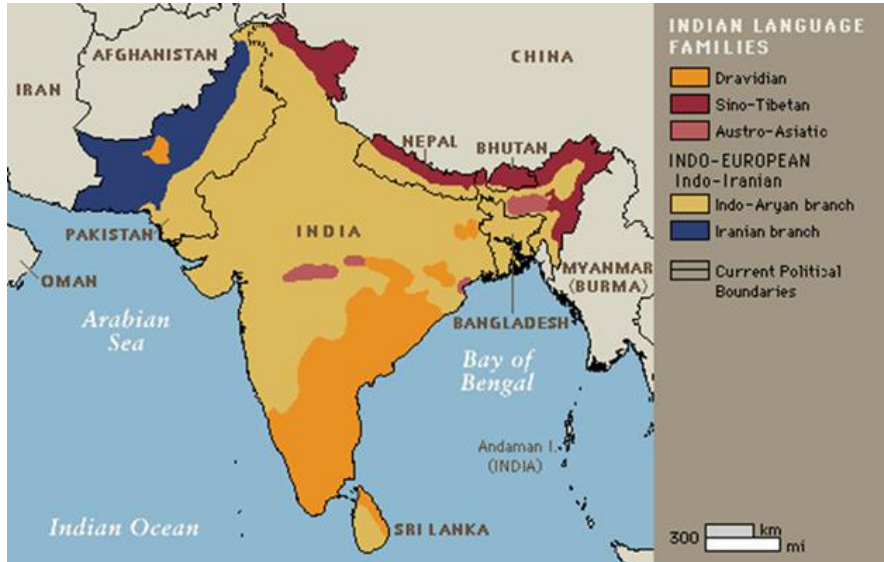 AFGHANISTAN
IRAN
CHINA
NEPAL
BHUTAN
PAKISTAN
INDIA
OMAN
MYANMAR
(BURMA)
BANGLADESH
Arabian
Sea
Bay of
Bengal
Andaman I.
(INDIA)
Indian Ocean
SRI LANKA
INDIAN LANGUAGE
FAMILIES
Dravidian
Sino-Tibetan
Austro-Asiatic
INDO-EUROPEAN
Indo-Iranian
Indo-Aryan branch
Iranian branch
Current Political
Boundaries
300 km
mi